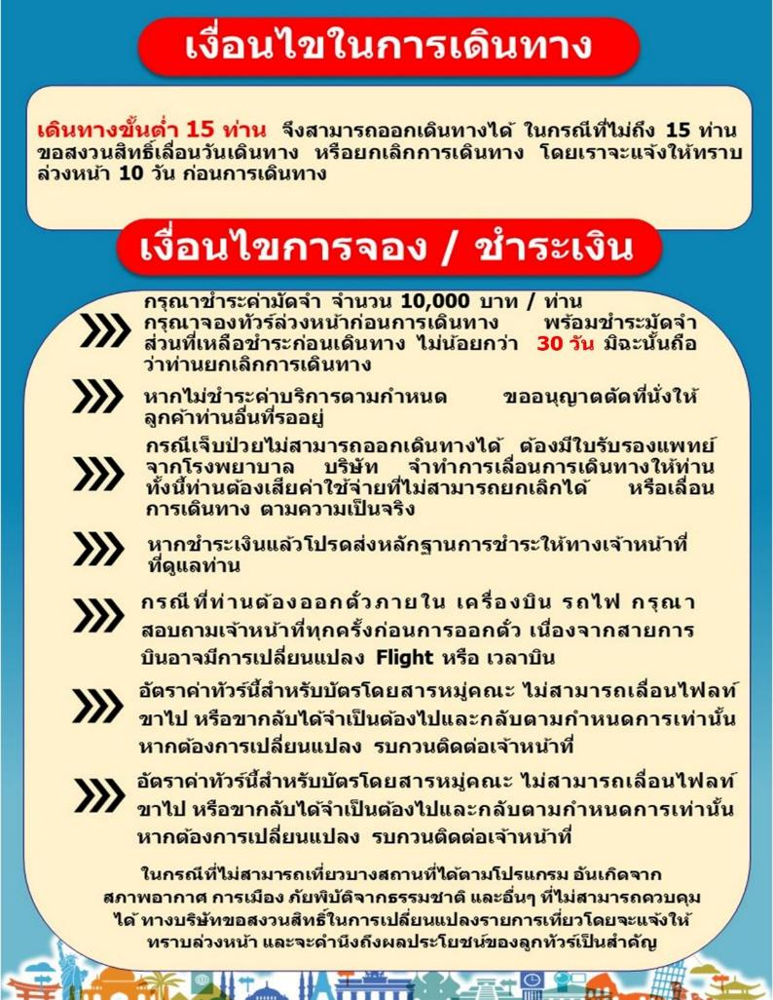 เงื่อนไขในการเดินทาง
เดินทางขั้นต่ำ 15 ท่าน จึงสามารถออกเดินทางได้ ในกรณีที่ไม่ถึง 15 ท่าน
ขอสงวนสิทธิ์เลื่อนวันเดินทาง หรือยกเลิกการเดินทาง โดยเราจะแจ้งให้ทราบ
ล่วงหน้า 10 วัน ก่อนการเดินทาง
เงื่อนไขการจอง / ชำระเงิน
กรุณาชำระค่ามัดจำ จำนวน 10,000 บาท / ท่าน
กรุณาจองทัวร์ล่วงหน้าก่อนการเดินทาง พร้อมชำระมัดจำ
ส่วนที่เหลือชำระก่อนเดินทาง ไม่น้อยกว่า 30 วัน มิฉะนั้นถือ
ว่าท่านยกเลิกการเดินทาง
หากไม่ชำระค่าบริการตามกำหนด ขออนุญาตตัดที่นั่งให้
ลูกค้าท่านอื่นที่รออยู่
กรณีเจ็บป่วยไม่สามารถออกเดินทางได้ ต้องมีใบรับรองแพทย์
จากโรงพยาบาล บริษัท จำทำการเลื่อนการเดินทางให้ท่าน
ทั้งนี้ท่านต้องเสียค่าใช้จ่ายที่ไม่สามารถยกเลิกได้ หรือเลื่อน
การเดินทาง ตามความเป็นจริง
หากชำระเงินแล้วโปรดส่งหลักฐานการชำระให้ทางเจ้าหน้าที่
ที่ดูแลท่าน
กรณีที่ท่านต้องออกตั๋วภายใน เครื่องบิน รถไฟ กรุณา
สอบถามเจ้าหน้าที่ทุกครั้งก่อนการออกตั๋ว เนื่องจากสายการ
บินอาจมีการเปลี่ยนแปลง Flight หรือ เวลาบิน
อัตราค่าทัวร์นี้สำหรับบัตรโดยสารหมู่คณะ ไม่สามารถเลื่อนไฟลท์
ขาไป หรือขากลับได้จำเป็นต้องไปและกลับตามกำหนดการเท่านั้น
หากต้องการเปลี่ยนแปลง รบกวนติดต่อเจ้าหน้าที่
อัตราค่าทัวร์นี้สำหรับบัตรโดยสารหมู่คณะ ไม่สามารถเลื่อนไฟลท์
ขาไป หรือขากลับได้จำเป็นต้องไปและกลับตามกำหนดการเท่านั้น
หากต้องการเปลี่ยนแปลง รบกวนติดต่อเจ้าหน้าที่
ในกรณีที่ไม่สามารถเที่ยวบางสถานที่ได้ตามโปรแกรม อันเกิดจาก
สภาพอากาศ การเมือง ภัยพิบัติจากธรรมชาติ และอื่นๆ ที่ไม่สามารถควบคุม
ได้ ทางบริษัทขอสงวนสิทธิ์ในการเปลี่ยนแปลงรายการเที่ยวโดยจะแจ้งให้
ทราบล่วงหน้า และจะคำนึงถึงผลประโยชน์ของลูกทัวร์เป็นสำคัญ